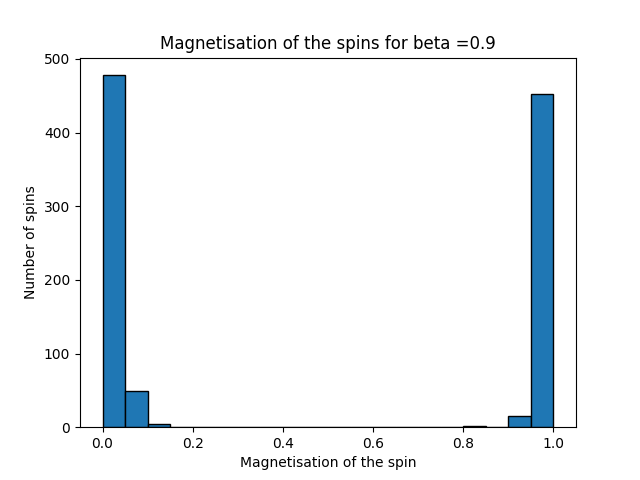 Magnetisation of the spins for beta =0.9
Number of spins
500
400
300
200
100
0
0.0 0.2 0.4 0.6 0.8 1.0
Magnetisation of the spin